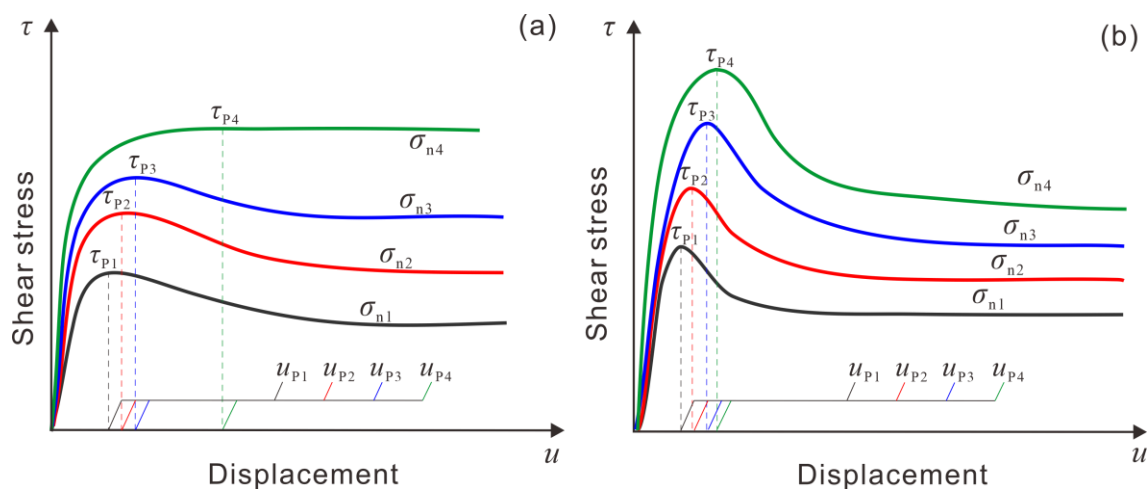 τ
(a)
τP4
σn4
τP3
τP2
σn3
τP1
σn2
σn1
Shear stress
uP1 uP2 uP3 uP4
Displacement
u
τ
(b)
τP4
τP3
σn4
τP2
σn3
τP1
σn2
σn1
Shear stress
uP1 uP2 uP3 uP4
Displacement
u